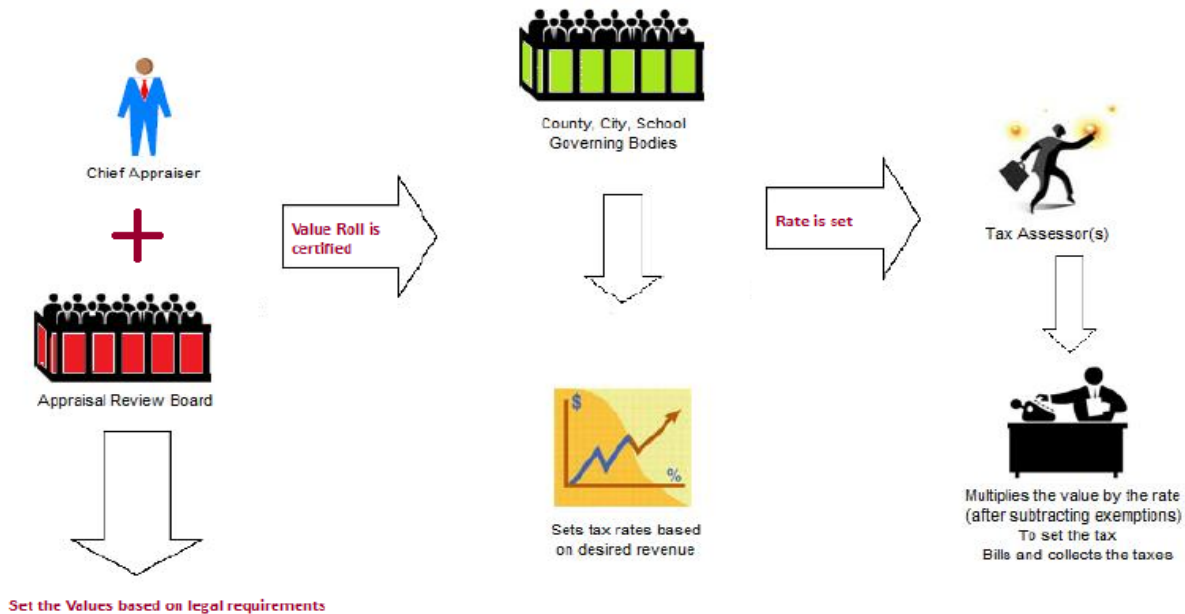 Chief Appraiser
Appraisal Review Board
Set the Values based on legal requirements
Value Roll is
certified
County, City, School
Governing Bodies
$
%
Sets tax rates based
on desired revenue
Rate is set
Tax Assessor(s)
Multiplies the value by the rate
(after subtracting exemptions)
To set the tax
Bills and collects the taxes